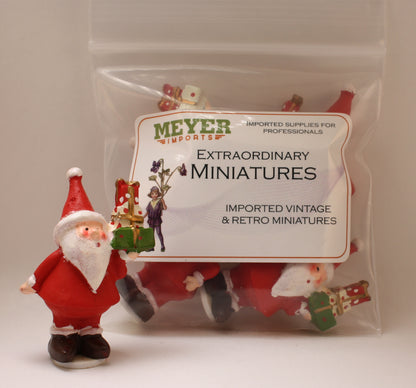 MEYER
IMPORTS
IMPORTED SUPPLIES FOR
PROFESSIONALS
EXTRAORDINARY
MINIATURES
IMPORTED VINTAGE
& RETRO MINIATURES